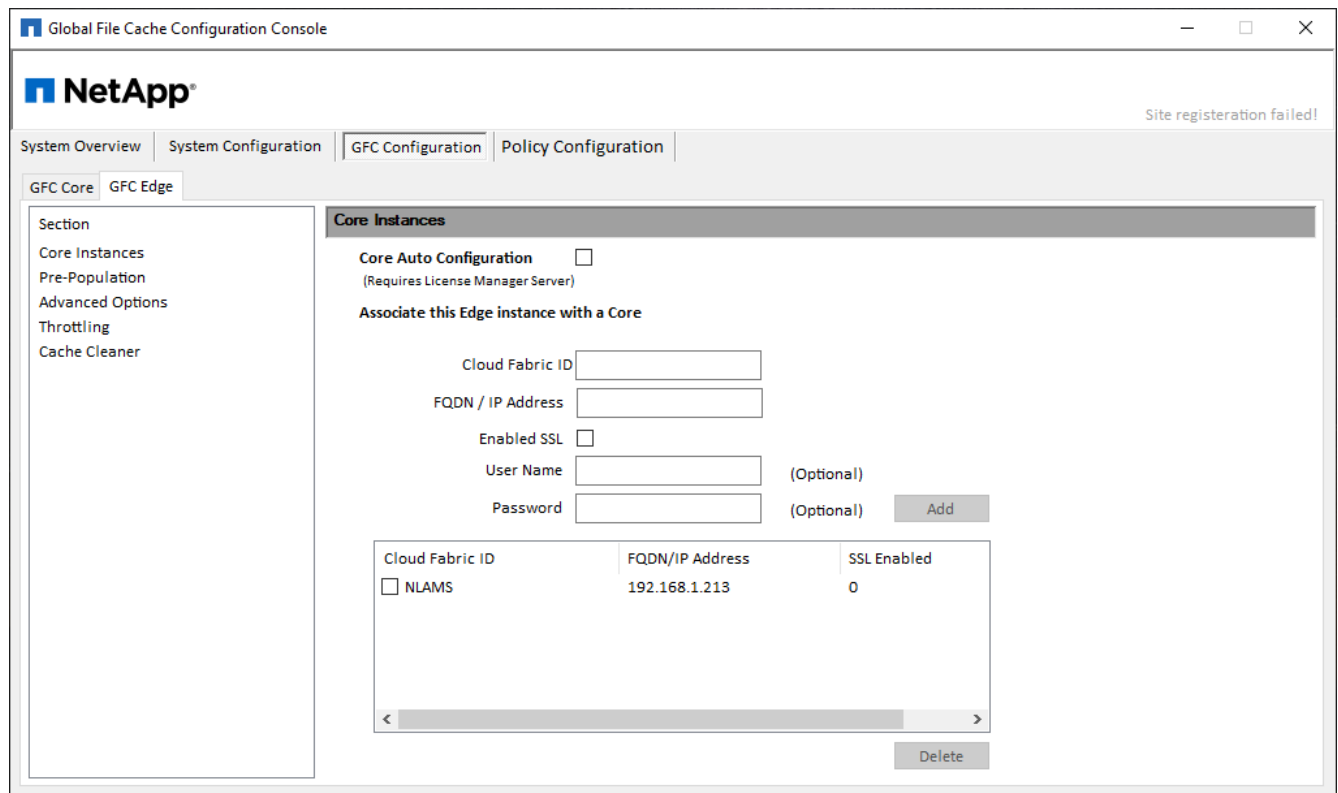 Global File Cache Configuration Console
NetApp®
Site registeration failed!
System Overview System Configuration GFC Configuration Policy Configuration
GFC Core GFC Edge
Section
Core Instances
Pre-Population
Advanced Options
Throttling
Cache Cleaner
Core Instances
Core Auto Configuration
(Requires License Manager Server)
Associate this Edge instance with a Core
Cloud Fabric ID
FQDN / IP Address
Enabled SSL
User Name (Optional)
Password (Optional) Add
Cloud Fabric ID FQDN/IP Address SSL Enabled
NLAMS 192.168.1.213 0
Delete